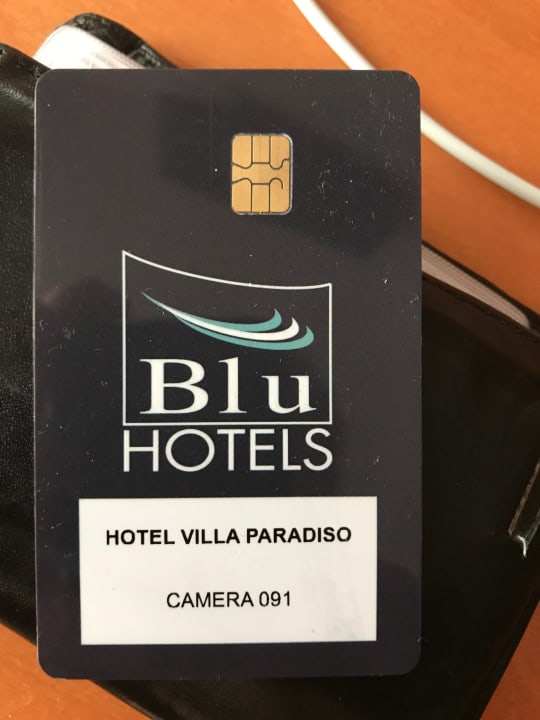 Blu
HOTELS
HOTEL VILLA PARADISO
CAMERA 091